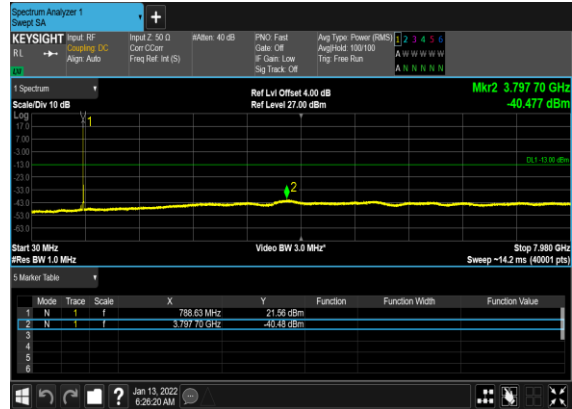 Spectrum Analyzer 1
Swept SA
KEYSIGHT Input: RF Input Z: 50 Ω #Atten: 40 dB PNO: Fast Avg Type: Power (RMS) 1 2 3 4 5 6
R L Coupling: DC Corr CCorr Gate: Off Avg|Hold: 100/100 A W W W W W
Align: Auto Freq Ref: Int (S) IF Gain: Low Trig: Free Run
LW Sig Track: Off A N N N N N
1 Spectrum Ref Lvl Offset 4.00 dB Mkr2 3.797 70 GHz
Scale/Div 10 dB Ref Level 27.00 dBm -40.477 dBm
Log
17.0 1
7.00
-3.00
-13.0 DL1 -13.00 dBm
-23.0
-33.0 2
-43.0
-53.0
-63.0
Start 30 MHz Video BW 3.0 MHz* Stop 7.980 GHz
#Res BW 1.0 MHz Sweep ~14.2 ms (40001 pts)
5 Marker Table
Mode Trace Scale X Y Function Function Width Function Value
1 N 1 f 788.63 MHz 21.56 dBm
2 N 1 f 3.797 70 GHz -40.48 dBm
3
4
5
6
? Jan 13, 2022
6:26:20 AM